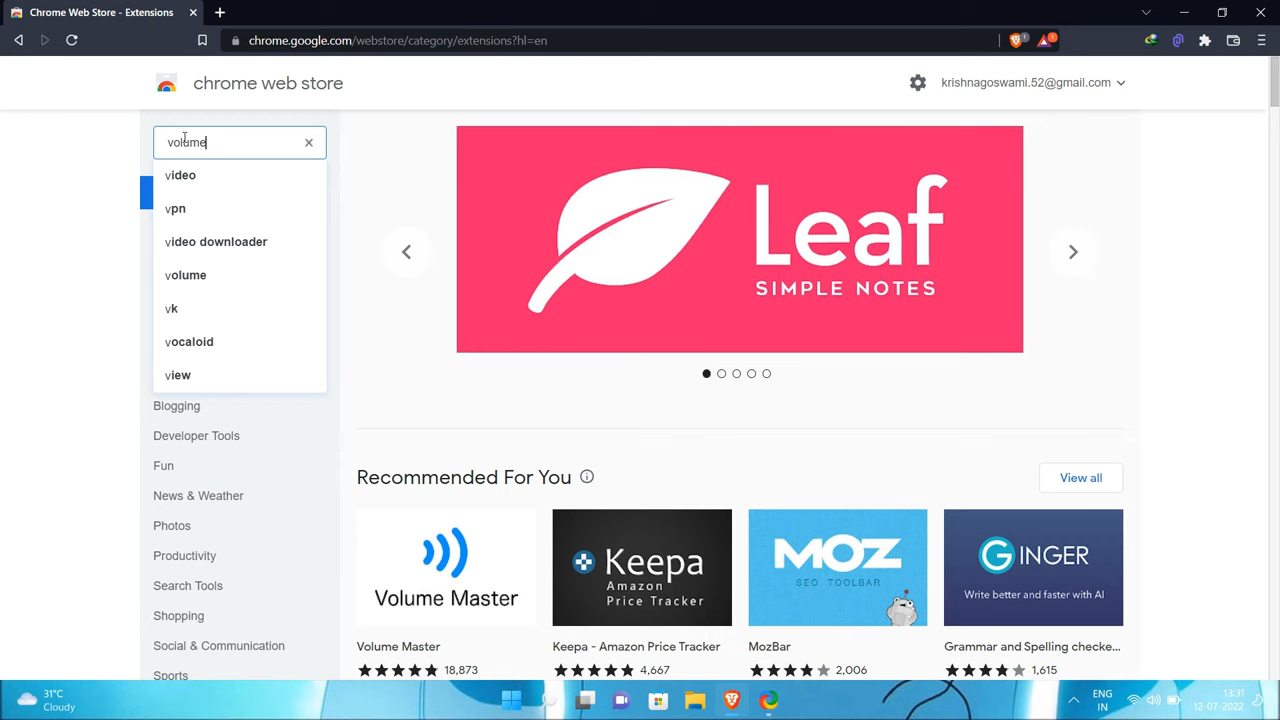 Chrome Web Store - Extensions
chrome.google.com/webstore/category/extensions?hl=en
1
1
chrome web store
krishnagoswami.52@gmail.com
volume
video
vpn
video downloader
volume
vk
vocaloid
view
Blogging
Developer Tools
Fun
News & Weather
Photos
Productivity
Search Tools
Shopping
Social & Communication
Sports
Leaf
SIMPLE NOTES
Recommended For You
View all
Volume Master
Keepa
Amazon
Price Tracker
MOZ
SEO TOOLBAR
GINGER
Write better and faster with AI
Volume Master
Keepa - Amazon Price Tracker
MozBar
Grammar and Spelling checke...
18,873
4,667
2,006
1,615
31°C
Cloudy
ENG
IN
13:31
12-07-2022